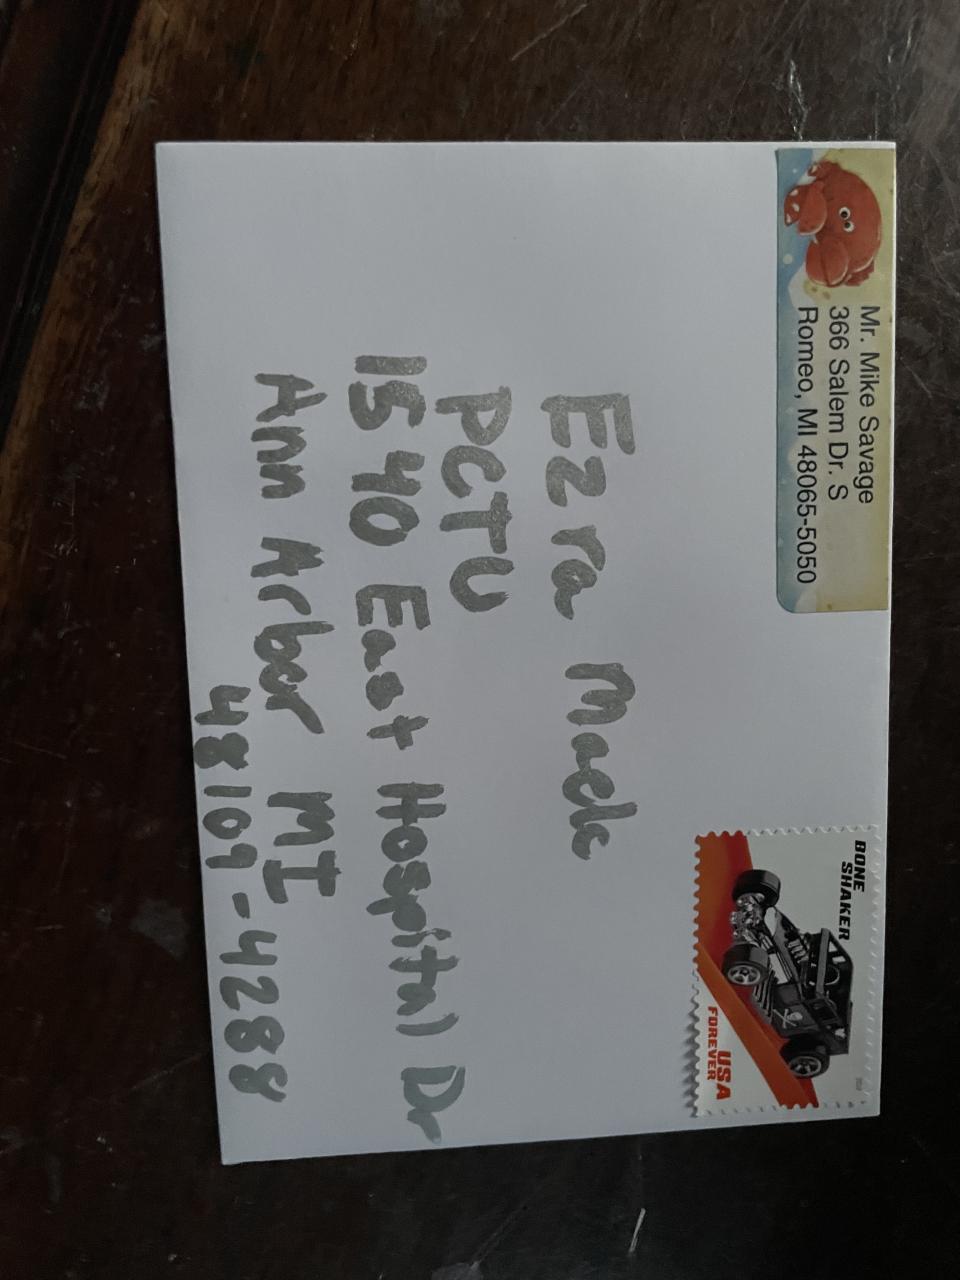 Mr. Mike Savage
366 Salem Dr. S
Romeo, MI 48065-5050
BONE
SHAKER
USA
FOREVER
Ezra Mack
PCTU
1540 East Hospital Dr
Ann Arbor MI
48109-4288